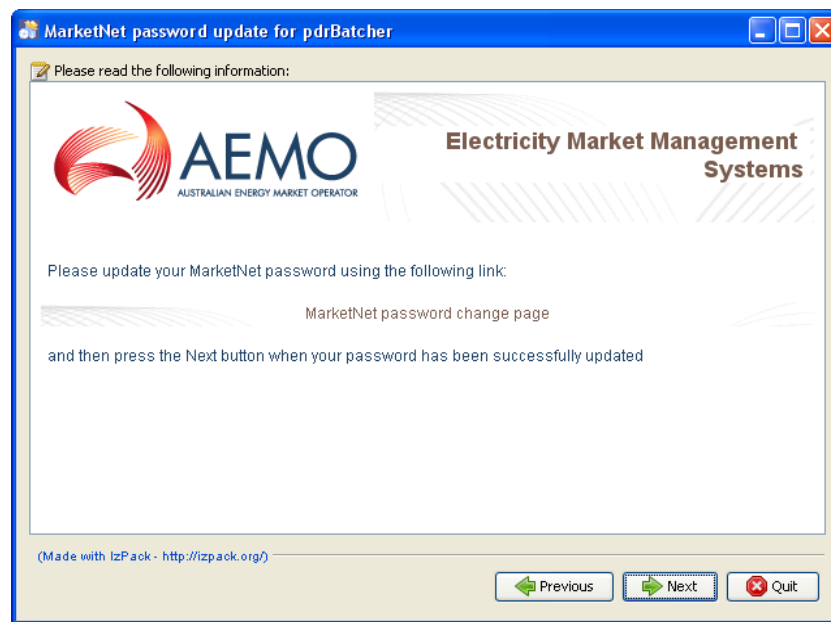 MarketNet password update for pdrBatcher
Please read the following information:
AEMO
AUSTRALIAN ENERGY MARKET OPERATOR
Electricity Market Management
Systems
Please update your MarketNet password using the following link:
MarketNet password change page
and then press the Next button when your password has been successfully updated
(Made with IzPack - http://izpack.org/)
Previous
Next
Quit